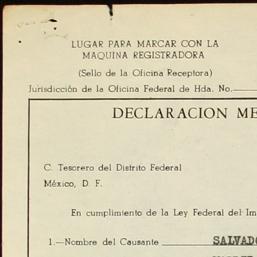 LUGAR PARA MARCAR CON LA
MAQUINA REGISTRADORA
(Sello de la Oficina Receptora)
Jurisdicción de la Oficina Federal de Hda. No.
DECLARACION ME
C. Tesorero del Distrito Federal
México, D. F.
En cumplimiento de la Ley Federal del Im
1.—Nombre del Causante SALVADO